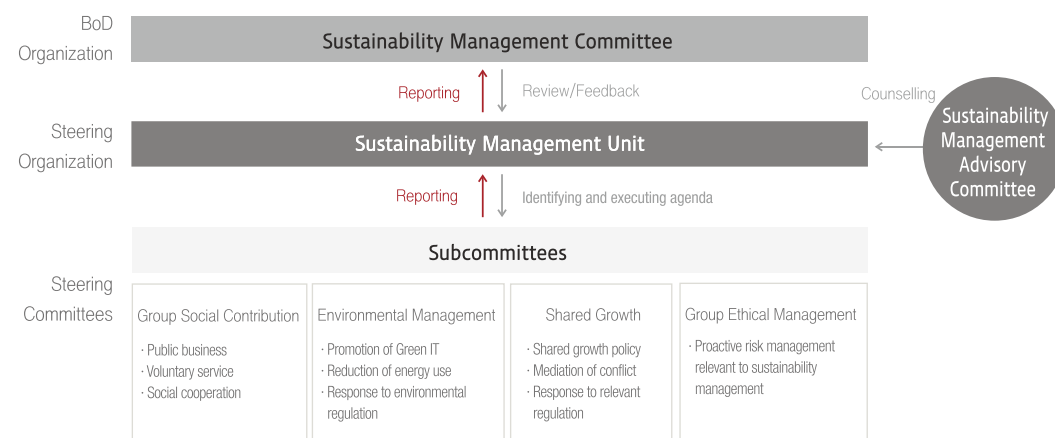 BoD
Organization
Sustainability Management Committee
Reporting
Review/Feedback
Counselling
Steering
Organization
Sustainability Management Unit
Sustainability
Management
Advisory
Committee
Reporting
Identifying and executing agenda
Subcommittees
Steering
Committees
Group Social Contribution
· Public business
· Voluntary service
· Social cooperation
Environmental Management
· Promotion of Green IT
· Reduction of energy use
· Response to environmental
regulation
Shared Growth
· Shared growth policy
· Mediation of conflict
· Response to relevant
regulation
Group Ethical Management
· Proactive risk management
relevant to sustainability
management